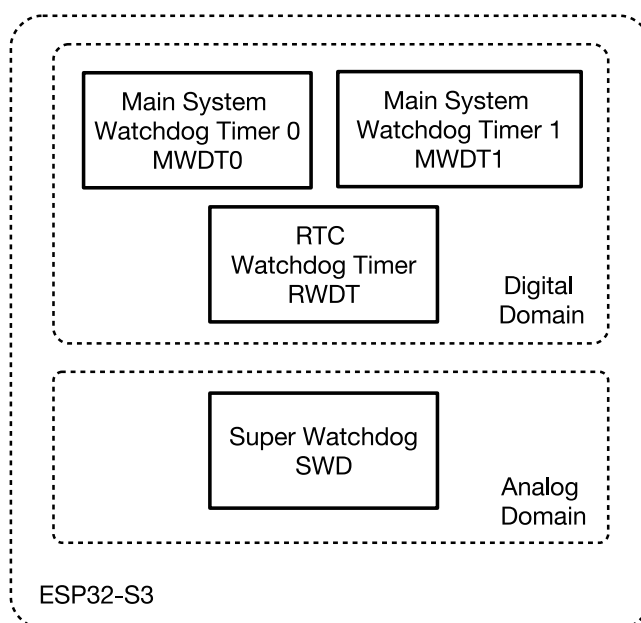 Main System
Watchdog Timer 0
MWDT0
Main System
Watchdog Timer 1
MWDT1
RTC
Watchdog Timer
RWDT
Digital
Domain
Super Watchdog
SWD
Analog
Domain
ESP32-S3